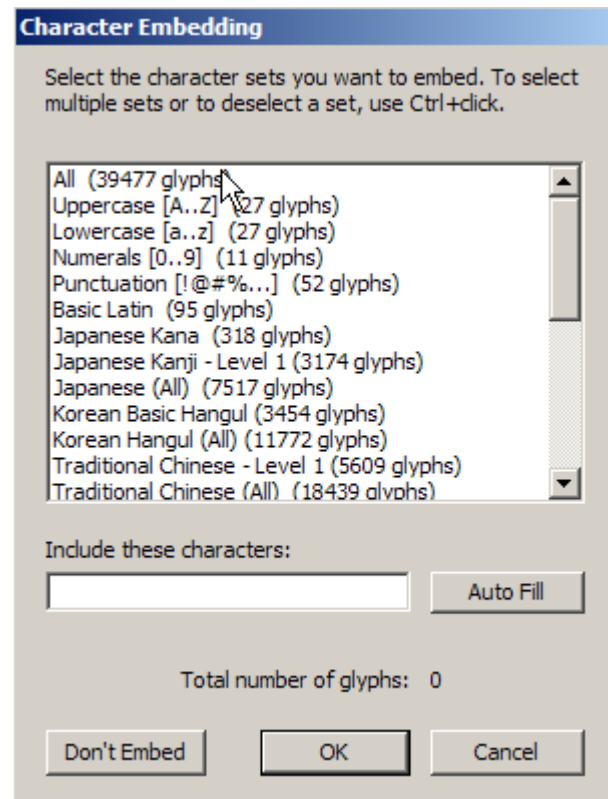 Character Embedding
Select the character sets you want to embed. To select
multiple sets or to deselect a set, use Ctrl+click.
All (39477 glyphs)
Uppercase [A..Z] (27 glyphs)
Lowercase [a..z] (27 glyphs)
Numerals [0..9] (11 glyphs)
Punctuation [!@#%...] (52 glyphs)
Basic Latin (95 glyphs)
Japanese Kana (318 glyphs)
Japanese Kanji - Level 1 (3174 glyphs)
Japanese (All) (7517 glyphs)
Korean Basic Hangul (3454 glyphs)
Korean Hangul (All) (11772 glyphs)
Traditional Chinese - Level 1 (5609 glyphs)
Traditional Chinese (All) (18439 glyphs)
Include these characters:
Auto Fill
Total number of glyphs: 0
Don't Embed OK Cancel